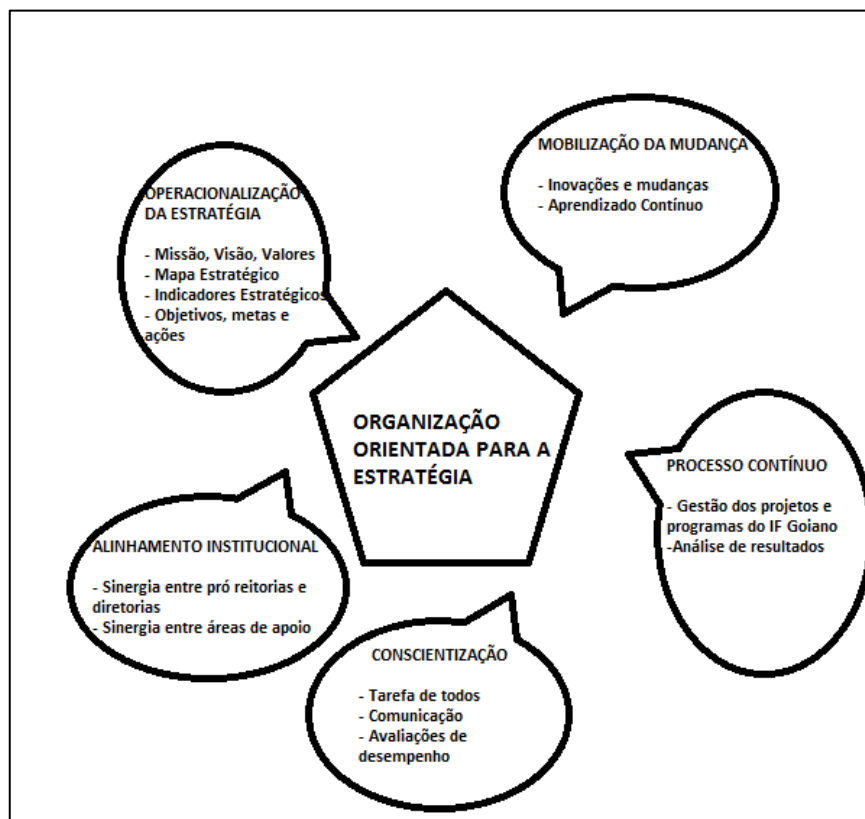 MOBILIZAÇÃO DA MUDANÇA
- Inovações e mudanças
- Aprendizado Contínuo
OPERACIONALIZAÇÃO
DA ESTRATÉGIA
- Missão, Visão, Valores
- Mapa Estratégico
- Indicadores Estratégicos
- Objetivos, metas e
ações
ORGANIZAÇÃO
ORIENTADA PARA A
ESTRATÉGIA
PROCESSO CONTÍNUO
- Gestão dos projetos e
programas do IF Goiano
-Análise de resultados
ALINHAMENTO INSTITUCIONAL
- Sinergia entre pró reitorias e
diretorias
- Sinergia entre áreas de apoio
CONSCIENTIZAÇÃO
- Tarefa de todos
- Comunicação
- Avaliações de
desempenho